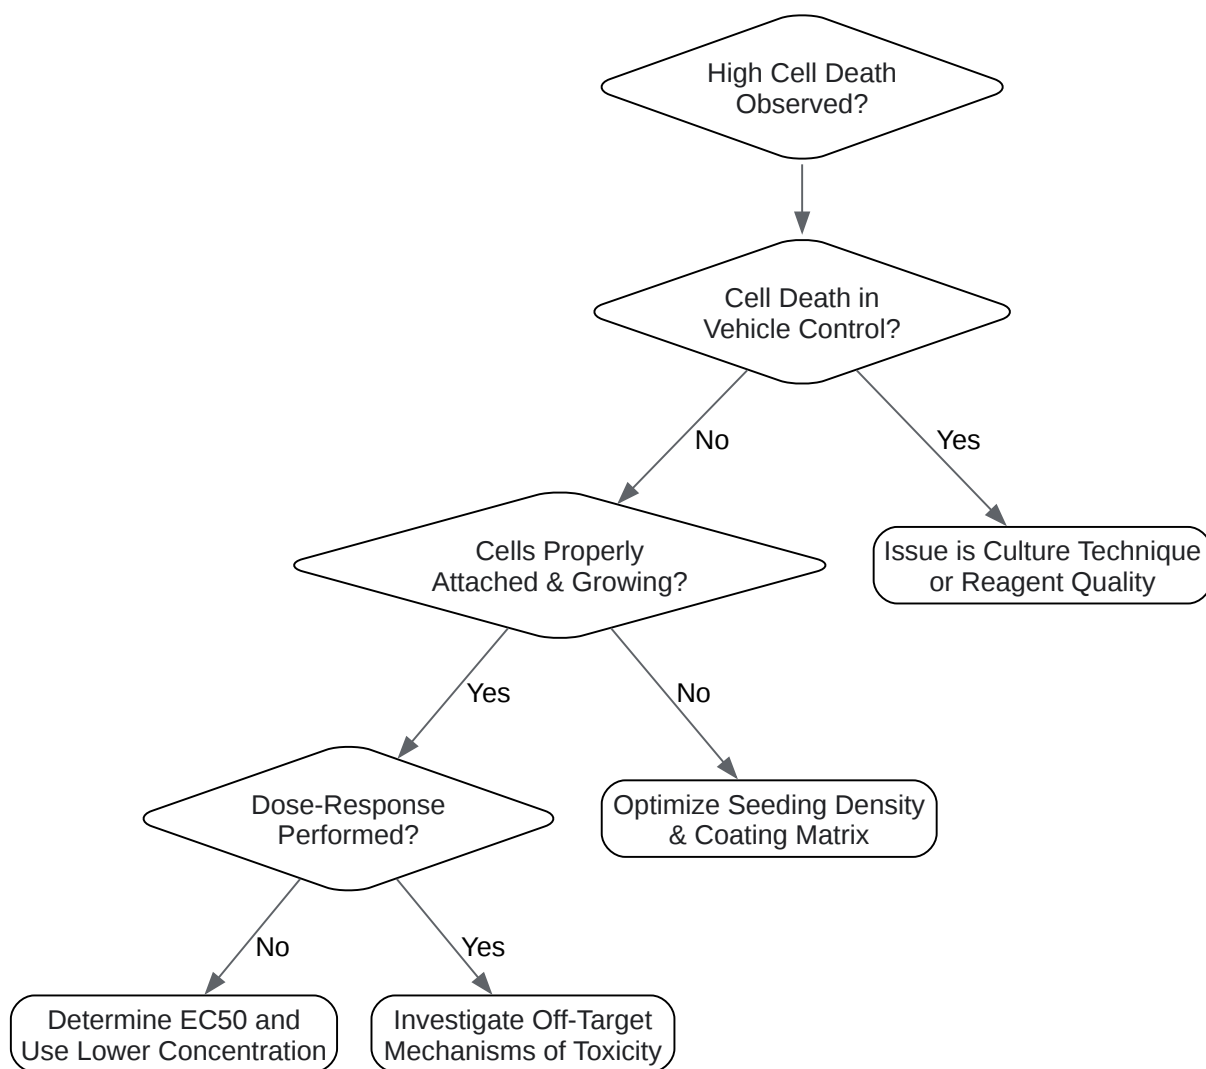 High Cell Death
Observed?
Cell Death in
Vehicle Control?
No
Yes
Cells Properly
Attached & Growing?
Issue is Culture Technique
or Reagent Quality
Yes
No
Dose-Response
Performed?
Optimize Seeding Density
& Coating Matrix
No
Yes
Determine EC50 and
Use Lower Concentration
Investigate Off-Target
Mechanisms of Toxicity